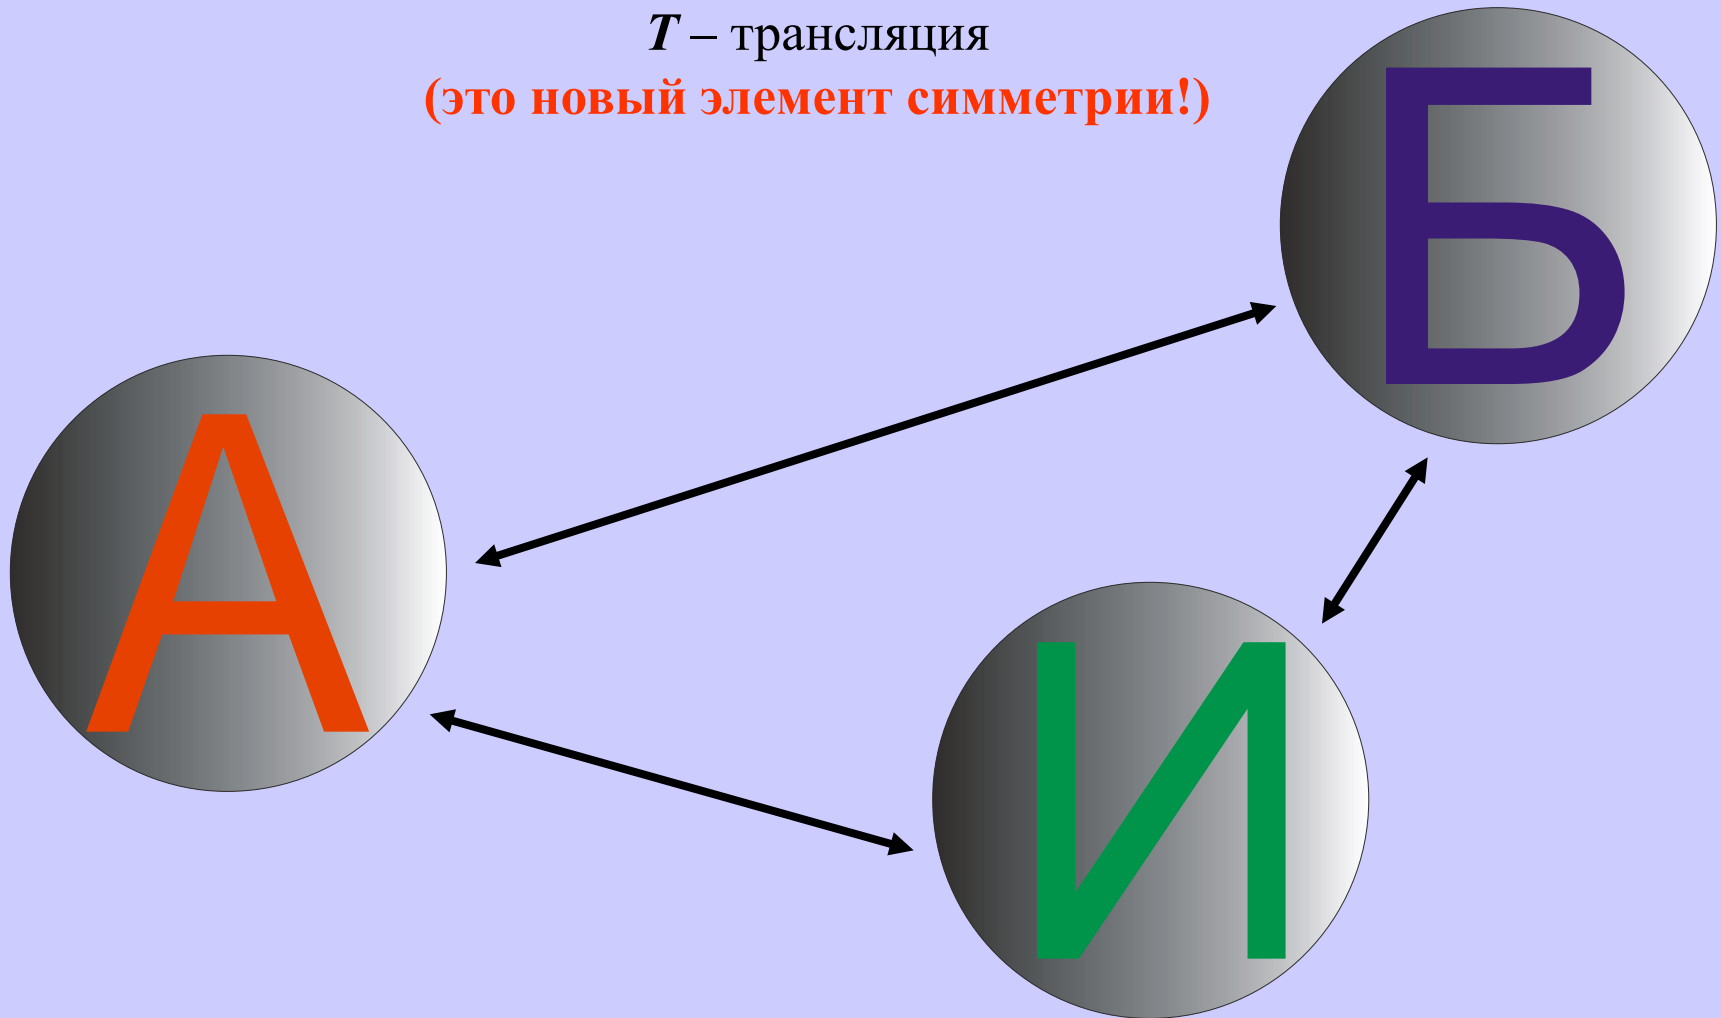 T – трансляция
(это новый элемент симметрии!)
Б
А
И